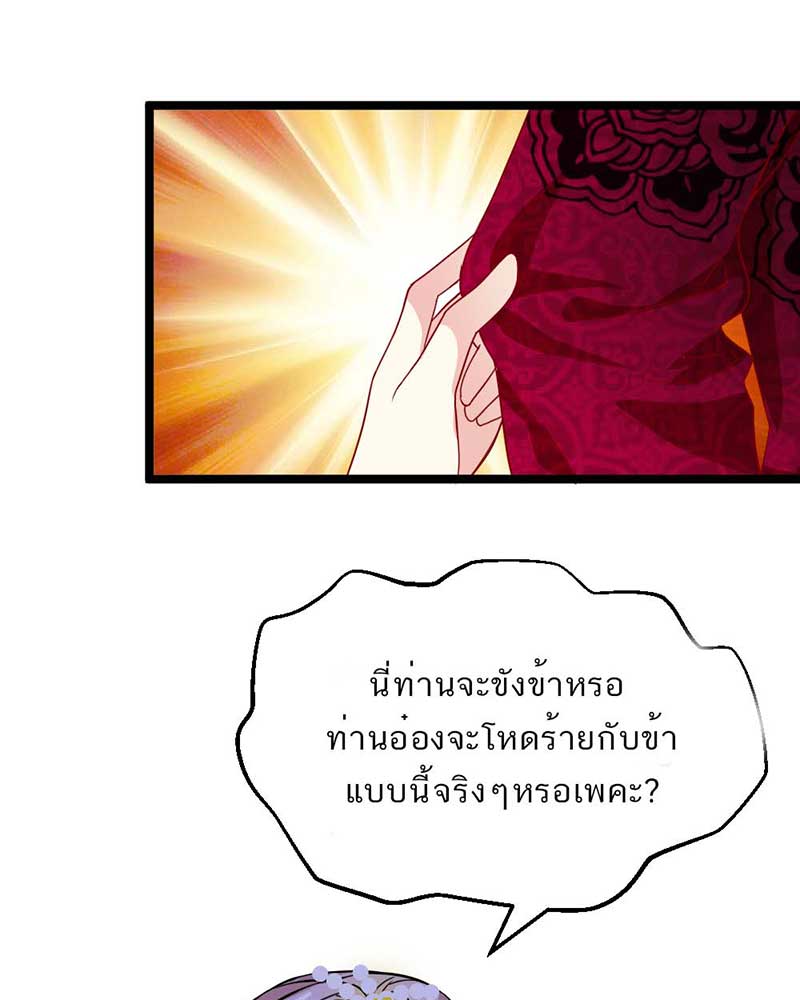 นี่ท่านจะขังข้าหรอ
ท่านอ๋องจะโหดร้ายกับข้า
แบบนี้จริงๆหรอเพคะ?